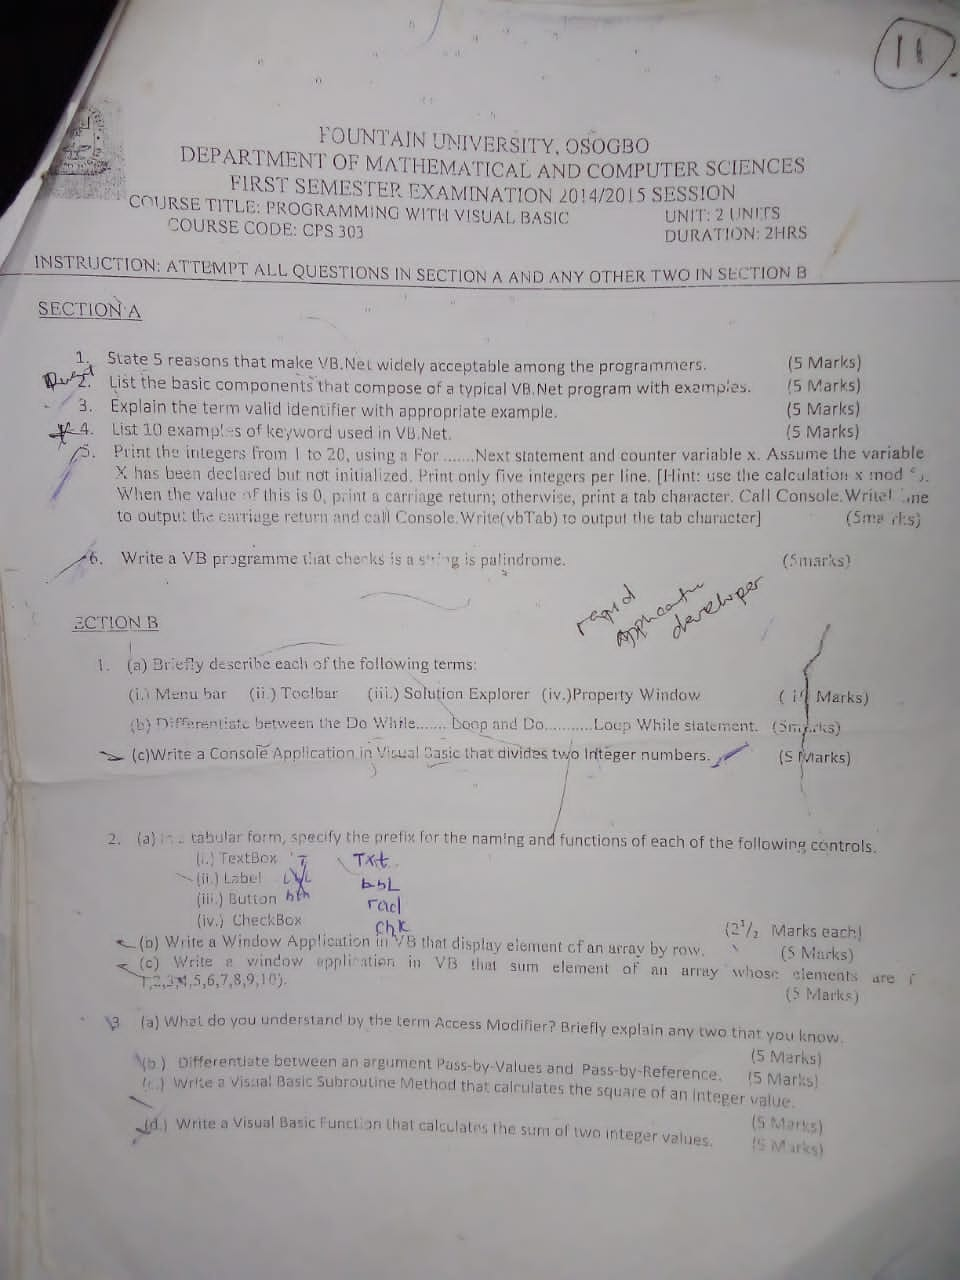 11
FOUNTAIN UNIVERSITY, OSOGBO
DEPARTMENT OF MATHEMATICAL AND COMPUTER SCIENCES
FIRST SEMESTER EXAMINATION 2014/2015 SESSION
COURSE TITLE: PROGRAMMING WITH VISUAL BASIC UNIT: 2 UNITS
COURSE CODE: CPS 303 DURATION: 2HRS
INSTRUCTION: ATTEMPT ALL QUESTIONS IN SECTION A AND ANY OTHER TWO IN SECTION B
SECTION A
1. State 5 reasons that make VB.Net widely acceptable among the programmers. (5 Marks)
2. List the basic components that compose of a typical VB.Net program with examples. (5 Marks)
3. Explain the term valid identifier with appropriate example. (5 Marks)
4. List 10 examples of keyword used in VB.Net. (5 Marks)
5. Print the integers from 1 to 20, using a For .......Next statement and counter variable x. Assume the variable
X has been declared but not initialized. Print only five integers per line. [Hint: use the calculation x mod
When the value of this is 0, print a carriage return; otherwise, print a tab character. Call Console.WriteLine
to output the carriage return and call Console.Write(vbTab) to output the tab character] (5marks)
6. Write a VB programme that checks is a string is palindrome. (5marks)
rapid
developer
ECTION B
1. (a) Briefly describe each of the following terms:
(i.) Menu bar (ii.) Toolbar (iii.) Solution Explorer (iv.)Property Window Marks)
(b) Differentiate between the Do While....... Loop and Do...........Loop While statement. (5marks)
(c)Write a Console Application in Visual Basic that divides two Integer numbers. (5 Marks)
2. (a) tabular form, specify the prefix for the naming and functions of each of the following controls.
(i.) TextBox Txt
(ii.) Label bbL
(iii.) Button btn rad
(iv.) CheckBox chk (2½ Marks each)
(b) Write a Window Application in VB that display element of an array by row. (5 Marks)
(c) Write a window application in VB that sum element of an array whose elements are
1,2,3,4,5,6,7,8,9,10). (5 Marks)
3 (a) What do you understand by the term Access Modifier? Briefly explain any two that you know.
(5 Marks)
(b) Differentiate between an argument Pass-by-Values and Pass-by-Reference. (5 Marks)
(c.) Write a Visual Basic Subroutine Method that calculates the square of an integer value.
(5 Marks)
(d.) Write a Visual Basic Function that calculates the sum of two integer values. (5 Marks)